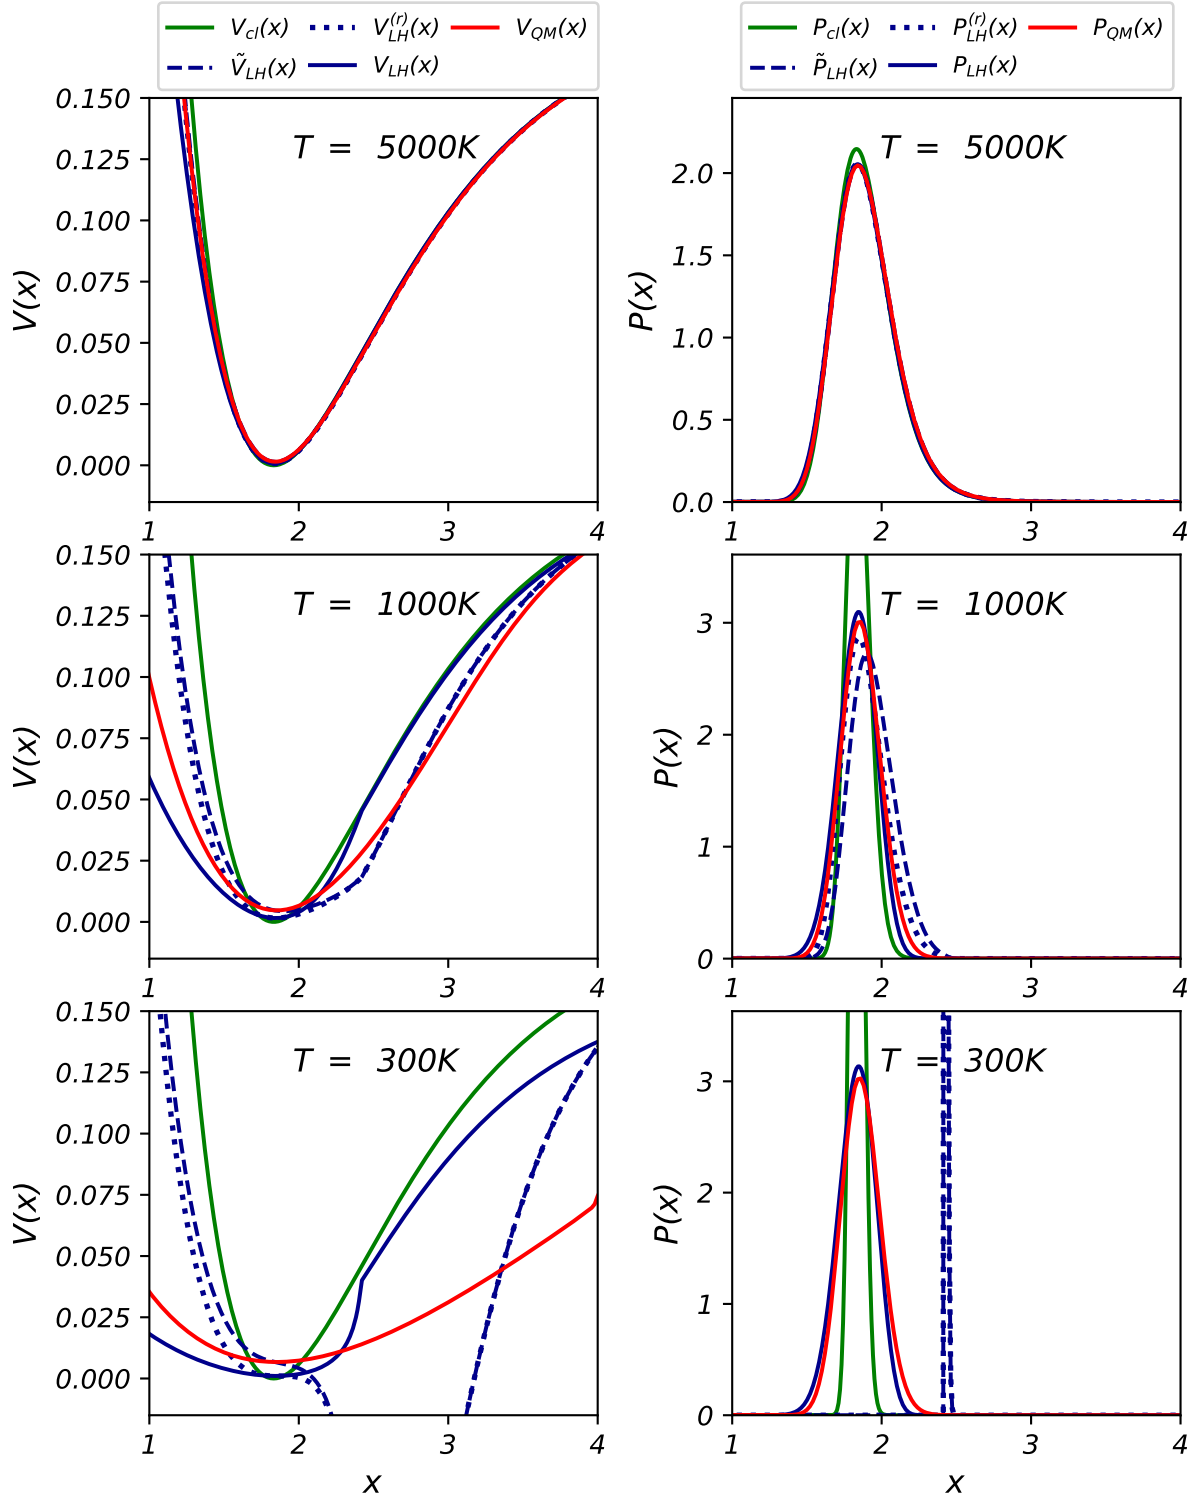 V_cl(x) V_LH^(r)(x) V_QM(x)
Ṽ_LH(x) V_LH(x)
P_cl(x) P_LH^(r)(x) P_QM(x)
P̃_LH(x) P_LH(x)
T = 5000K
0.150
0.125
0.100
0.075
0.050
0.025
0.000
V(x)
1 2 3 4
T = 5000K
2.0
1.5
1.0
0.5
0.0
P(x)
1 2 3 4
T = 1000K
0.150
0.125
0.100
0.075
0.050
0.025
0.000
V(x)
1 2 3 4
T = 1000K
3
2
1
0
P(x)
1 2 3 4
T = 300K
0.150
0.125
0.100
0.075
0.050
0.025
0.000
V(x)
1 2 3 4
x
T = 300K
3
2
1
0
P(x)
1 2 3 4
x